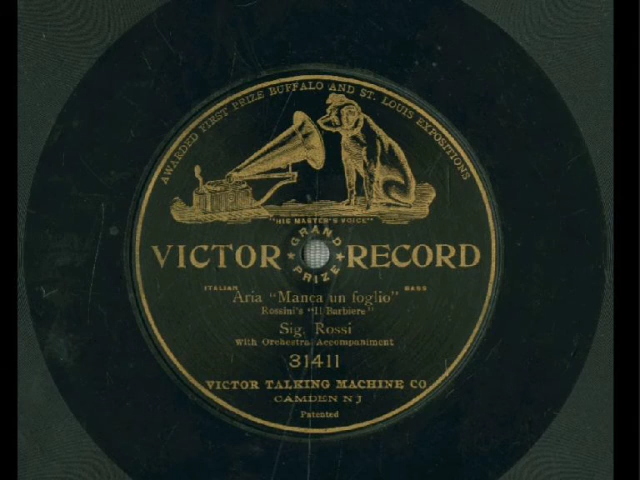 AWARDED FIRST PRIZE BUFFALO AND ST. LOUIS EXPOSITIONS
"HIS MASTER'S VOICE"
GRAND PRIZE
VICTOR RECORD
ITALIAN BASS
Aria "Manca un foglio"
Rossini's "Il Barbiere"
Sig. Rossi
With Orchestral Accompaniment
31411
VICTOR TALKING MACHINE CO
CAMDEN N J
Patented